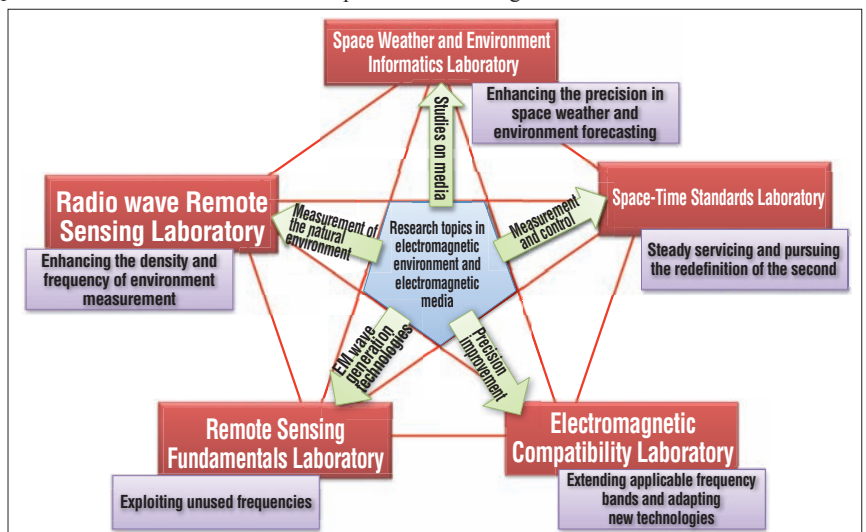 Space Weather and Environment
Informatics Laboratory
Enhancing the precision in
space weather and
environment forecasting
Studies on media
Radio wave Remote
Sensing Laboratory
Enhancing the density and
frequency of environment
measurement
Measurement of
the natural
environment
Research topics in
electromagnetic
environment and
electromagnetic
media
Measurement
and control
Space-Time Standards Laboratory
Steady servicing and pursuing
the redefinition of the second
EM wave
generation
technologies
Precision
improvement
Remote Sensing
Fundamentals Laboratory
Exploiting unused frequencies
Electromagnetic
Compatibility Laboratory
Extending applicable frequency
bands and adapting
new technologies